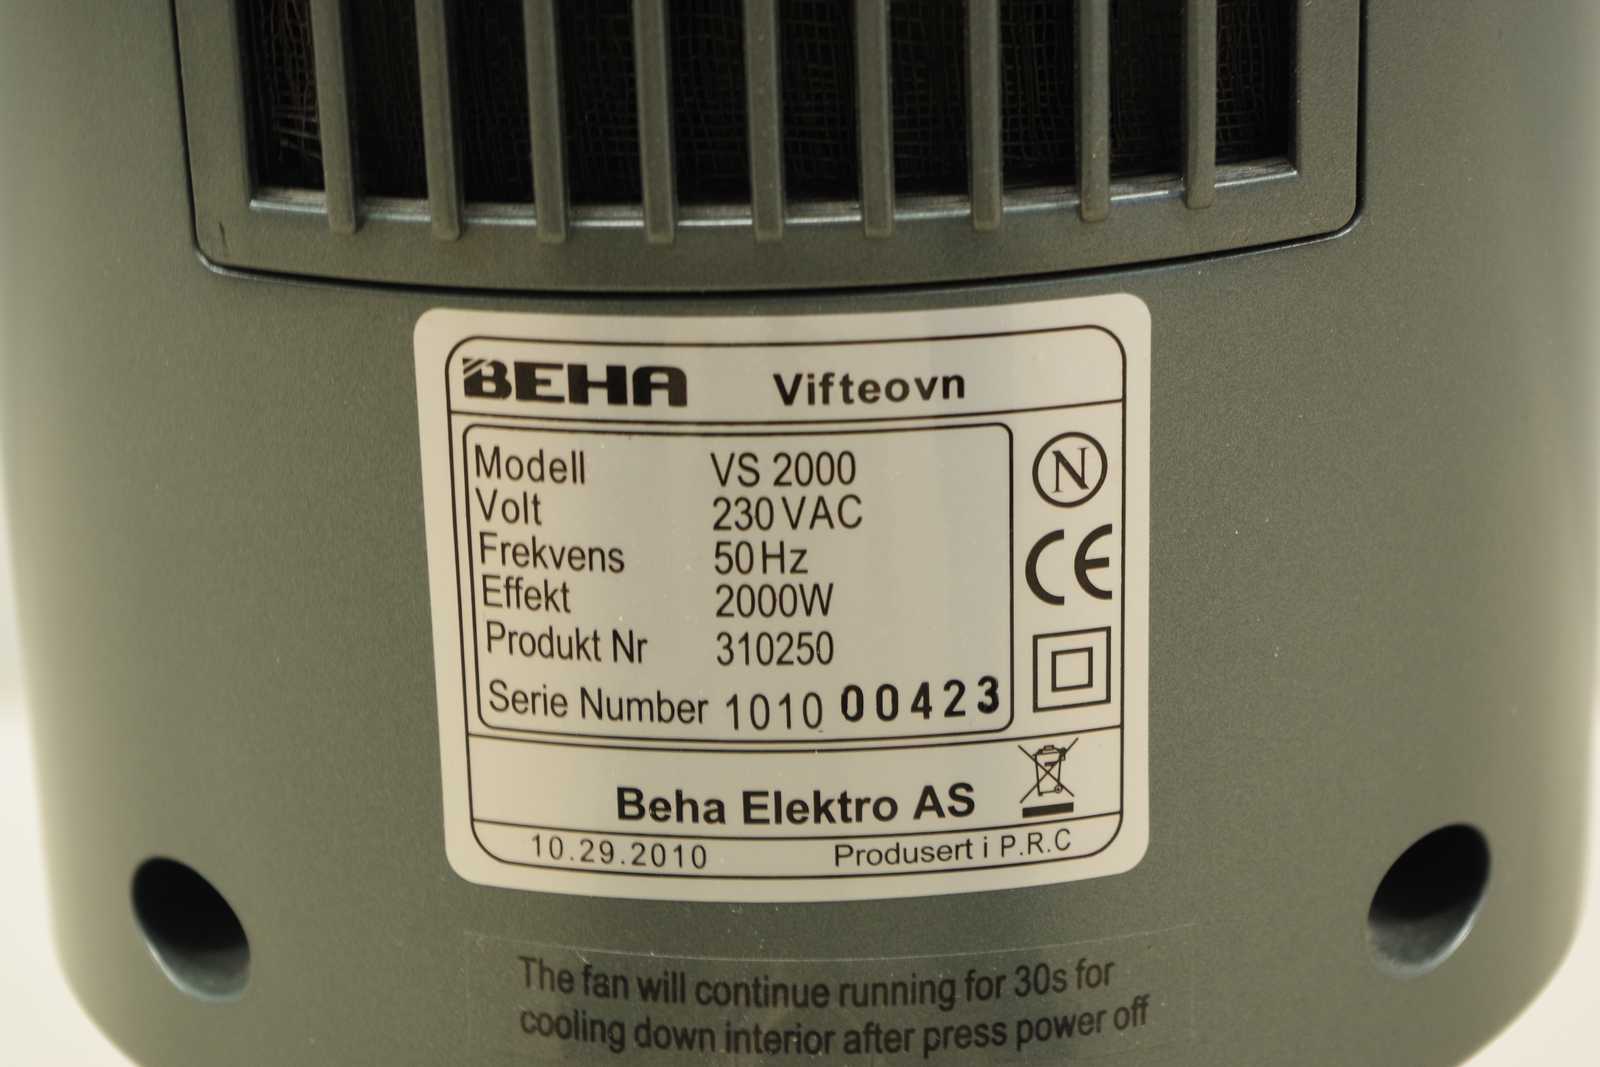 BEHA Vifteovn
Modell VS 2000
Volt 230 VAC
Frekvens 50Hz
Effekt 2000W
Produkt Nr 310250
Serie Number 1010 00423
N
CE
Beha Elektro AS
10.29.2010 Produsert i P.R.C
The fan will continue running for 30s for
cooling down interior after press power off